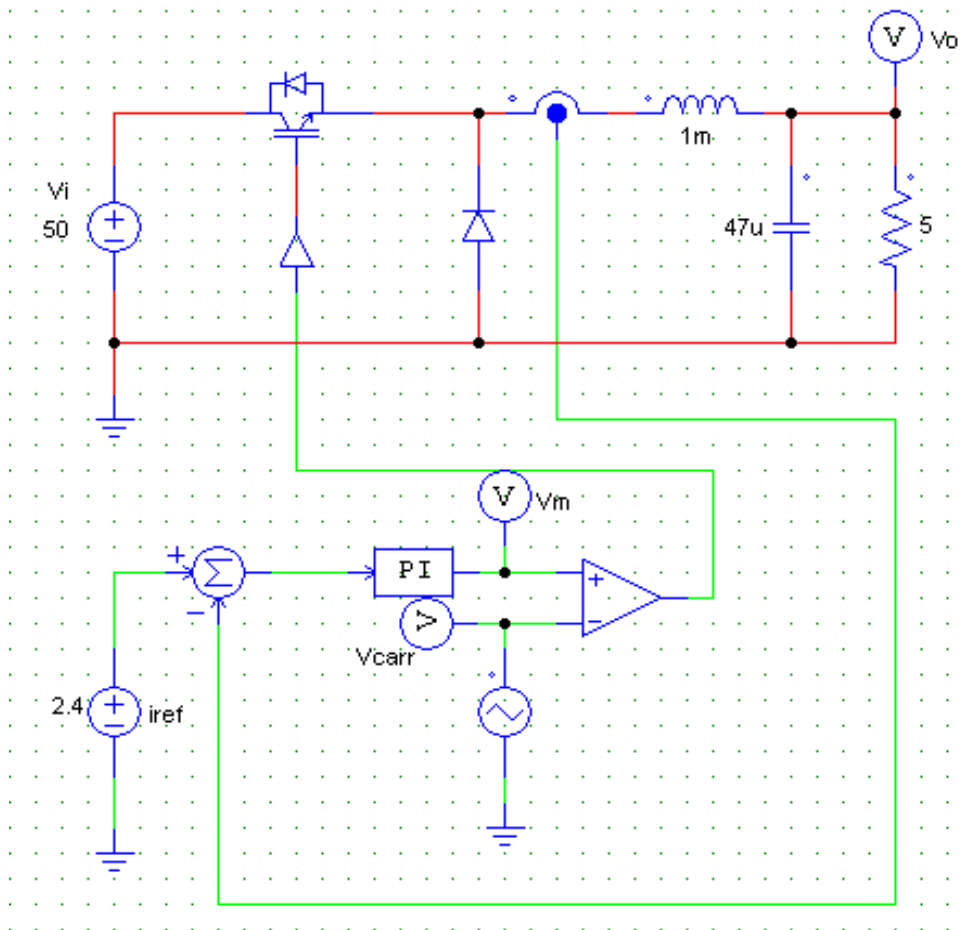 V
Vo
1m
Vi
50
47u
5
V
Vm
PI
V
Vcarr
2.4
iref
Σ
+
−
+
−
+
−
+
−